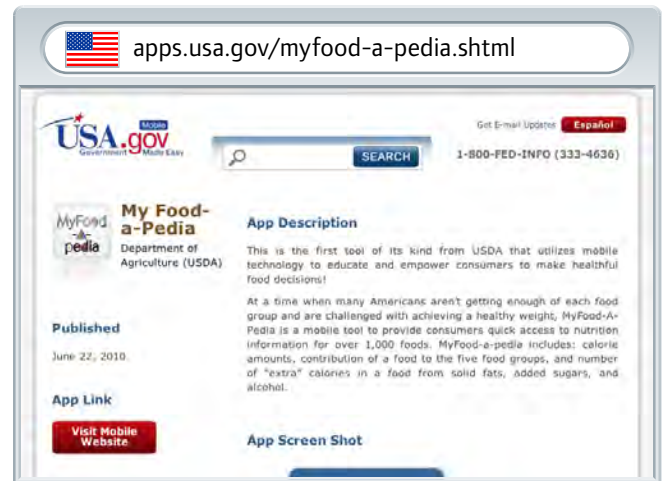 apps.usa.gov/myfood-a-pedia.shtml
Mobile
USA.gov
Government Made Easy
SEARCH
Get E-mail Updates Español
1-800-FED-INFO (333-4636)
MyFood
-A-
pedia
My Food-
a-Pedia
Department of
Agriculture (USDA)
Published
June 22, 2010
App Link
Visit Mobile
Website
App Description
This is the first tool of its kind from USDA that utilizes mobile
technology to educate and empower consumers to make healthful
food decisions!
At a time when many Americans aren't getting enough of each food
group and are challenged with achieving a healthy weight, MyFood-A-
Pedia is a mobile tool to provide consumers quick access to nutrition
information for over 1,000 foods. MyFood-a-pedia includes: calorie
amounts, contribution of a food to the five food groups, and number
of "extra" calories in a food from solid fats, added sugars, and
alcohol.
App Screen Shot